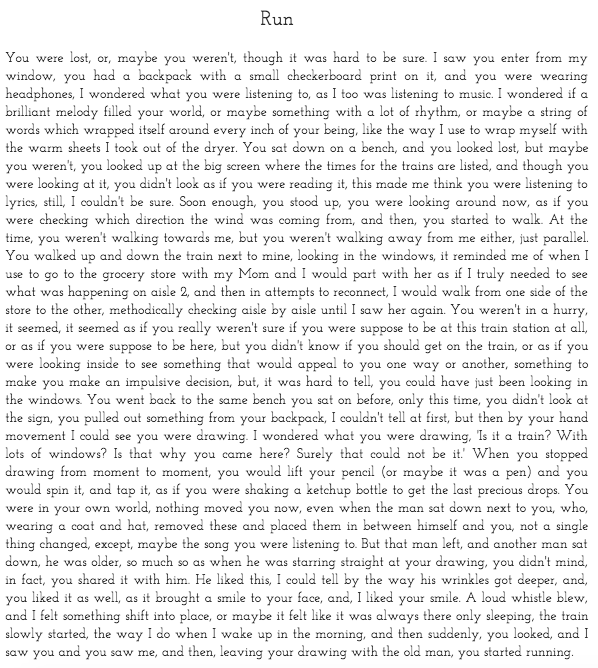 Run
You were lost, or, maybe you weren't, though it was hard to be sure. I saw you enter from my
window, you had a backpack with a small checkerboard print on it, and you were wearing
headphones, I wondered what you were listening to, as I too was listening to music. I wondered if a
brilliant melody filled your world, or maybe something with a lot of rhythm, or maybe a string of
words which wrapped itself around every inch of your being, like the way I use to wrap myself with
the warm sheets I took out of the dryer. You sat down on a bench, and you looked lost, but maybe
you weren't, you looked up at the big screen where the times for the trains are listed, and though you
were looking at it, you didn't look as if you were reading it, this made me think you were listening to
lyrics, still, I couldn't be sure. Soon enough, you stood up, you were looking around now, as if you
were checking which direction the wind was coming from, and then, you started to walk. At the
time, you weren't walking towards me, but you weren't walking away from me either, just parallel.
You walked up and down the train next to mine, looking in the windows, it reminded me of when I
use to go to the grocery store with my Mom and I would part with her as if I truly needed to see
what was happening on aisle 2, and then in attempts to reconnect, I would walk from one side of the
store to the other, methodically checking aisle by aisle until I saw her again. You weren't in a hurry,
it seemed, it seemed as if you really weren't sure if you were suppose to be at this train station at all,
or as if you were suppose to be here, but you didn't know if you should get on the train, or as if you
were looking inside to see something that would appeal to you one way or another, something to
make you make an impulsive decision, but, it was hard to tell, you could have just been looking in
the windows. You went back to the same bench you sat on before, only this time, you didn't look at
the sign, you pulled out something from your backpack, I couldn't tell at first, but then by your hand
movement I could see you were drawing. I wondered what you were drawing, 'Is it a train? With
lots of windows? Is that why you came here? Surely that could not be it.' When you stopped
drawing from moment to moment, you would lift your pencil (or maybe it was a pen) and you
would spin it, and tap it, as if you were shaking a ketchup bottle to get the last precious drops. You
were in your own world, nothing moved you now, even when the man sat down next to you, who,
wearing a coat and hat, removed these and placed them in between himself and you, not a single
thing changed, except, maybe the song you were listening to. But that man left, and another man sat
down, he was older, so much so as when he was starring straight at your drawing, you didn't mind,
in fact, you shared it with him. He liked this, I could tell by the way his wrinkles got deeper, and,
you liked it as well, as it brought a smile to your face, and, I liked your smile. A loud whistle blew,
and I felt something shift into place, or maybe it felt like it was always there only sleeping, the train
slowly started, the way I do when I wake up in the morning, and then suddenly, you looked, and I
saw you and you saw me, and then, leaving your drawing with the old man, you started running.